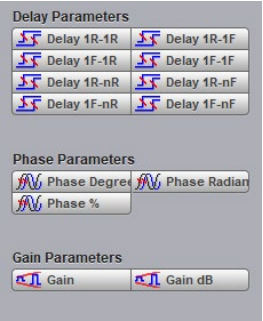 Delay Parameters
Delay 1R-1R Delay 1R-1F
Delay 1F-1R Delay 1F-1F
Delay 1R-nR Delay 1R-nF
Delay 1F-nR Delay 1F-nF
Phase Parameters
Phase Degree Phase Radian
Phase %
Gain Parameters
Gain Gain dB